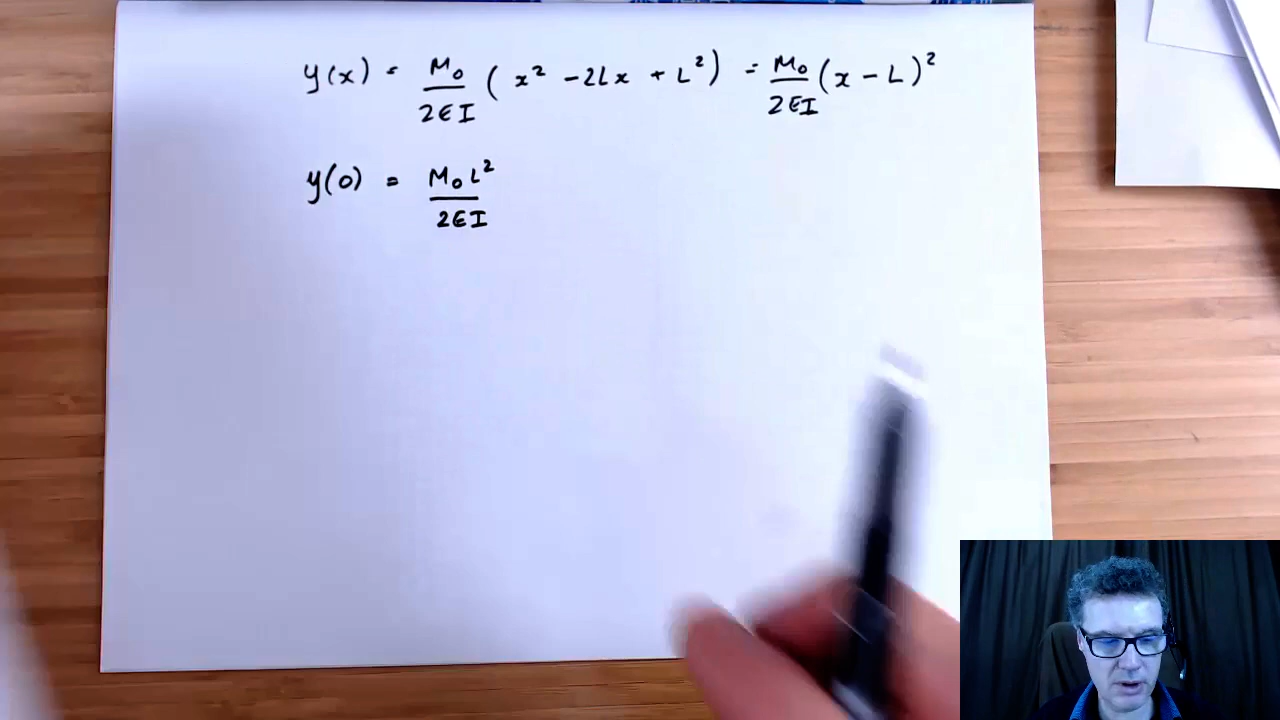 y(x) = M₀/2EI (x² - 2Lx + L²) = M₀/2EI (x - L)²
y(0) = M₀L²/2EI